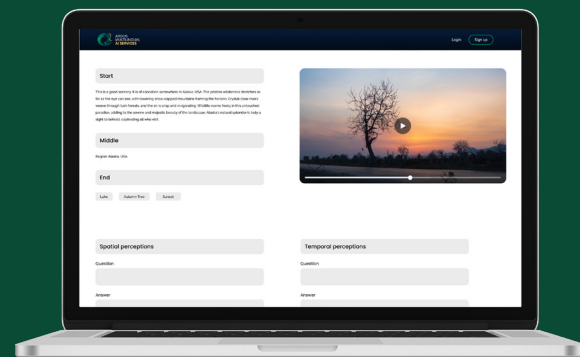 ARGOS
MULTILINGUAL
AI SERVICES
Login
Sign up
Start
This is a good scenery. It is of a location somewhere in Alaska, USA. The pristine wilderness stretches as
far as the eye can see, with towering snow-capped mountains framing the horizon. Crystal-clear rivers
weave through lush forests, and the air is crisp and invigorating. Wildlife roams freely in this untouched
paradise, adding to the serene and majestic beauty of the landscape. Alaska's natural splendor is truly a
sight to behold, captivating all who visit.
Middle
Region: Alaska, USA
End
Lake
Autumn Tree
Sunset
Spatial perceptions
Question
Answer
Temporal perceptions
Question
Answer